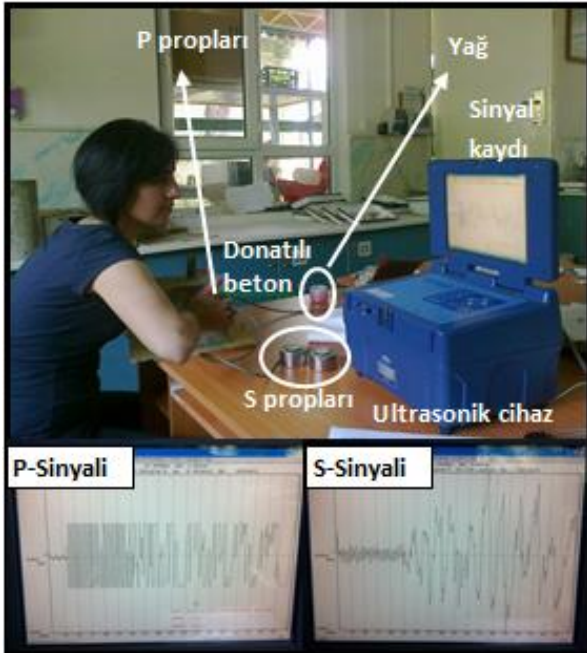 P propları
Yağ
Sinyal
kaydı
Donatılı
beton
S propları
Ultrasonik cihaz
P-Sinyali
S-Sinyali